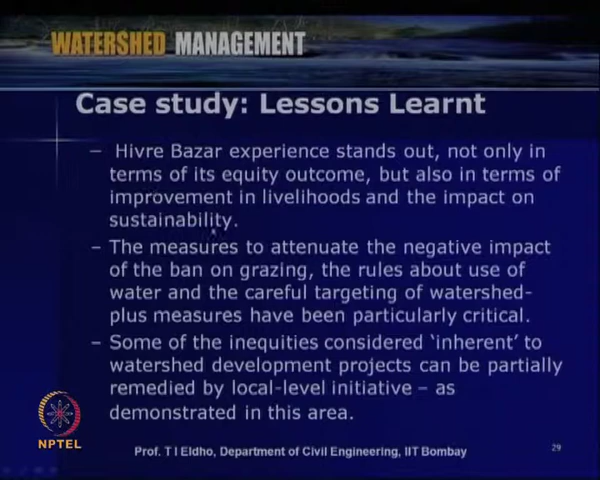 WATERSHED MANAGEMENT
Case study: Lessons Learnt
– Hivre Bazar experience stands out, not only in
terms of its equity outcome, but also in terms of
improvement in livelihoods and the impact on
sustainability.
– The measures to attenuate the negative impact
of the ban on grazing, the rules about use of
water and the careful targeting of watershed-
plus measures have been particularly critical.
– Some of the inequities considered ‘inherent’ to
watershed development projects can be partially
remedied by local-level initiative – as
demonstrated in this area.
NPTEL
Prof. T I Eldho, Department of Civil Engineering, IIT Bombay
29